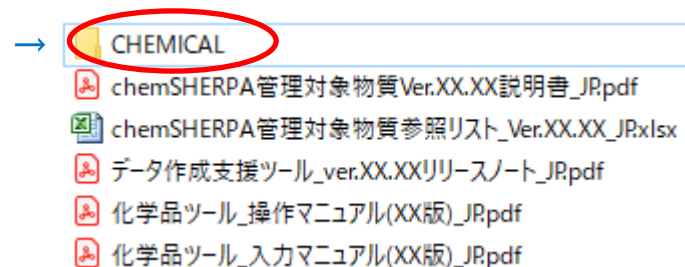 → CHEMICAL
chemSHERPA管理対象物質Ver.XX.XX説明書_JP.pdf
chemSHERPA管理対象物質参照リスト_Ver.XX.XX_JP.xlsx
データ作成支援ツール_ver.XX.XXリリースノート_JP.pdf
化学品ツール_操作マニュアル(XX版)_JP.pdf
化学品ツール_入力マニュアル(XX版)_JP.pdf